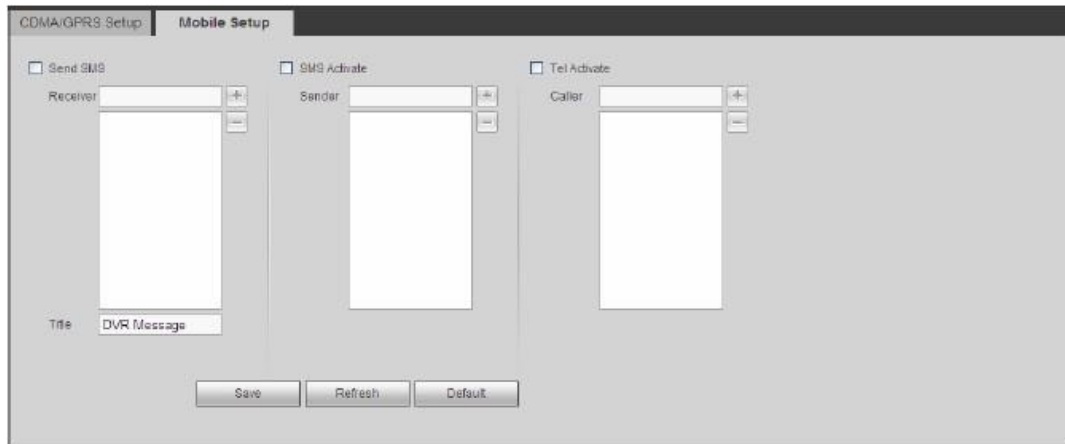 CDMA/GPRS Setup
Mobile Setup
Send SMS
SMS Activate
Tel Activate
Receiver
Sender
Caller
Title
DVR Message
Save
Refresh
Default